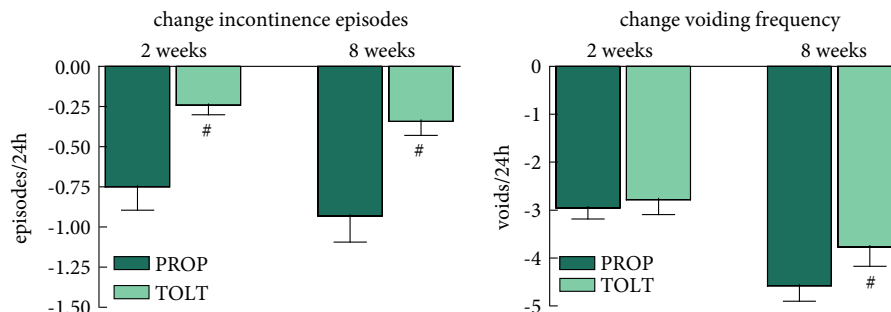 change incontinence episodes
2 weeks 8 weeks
0.00
-0.25
-0.50
-0.75
-1.00
-1.25
-1.50
episodes/24h
# #
PROP
TOLT
change voiding frequency
2 weeks 8 weeks
0
-1
-2
-3
-4
-5
voids/24h
#
PROP
TOLT